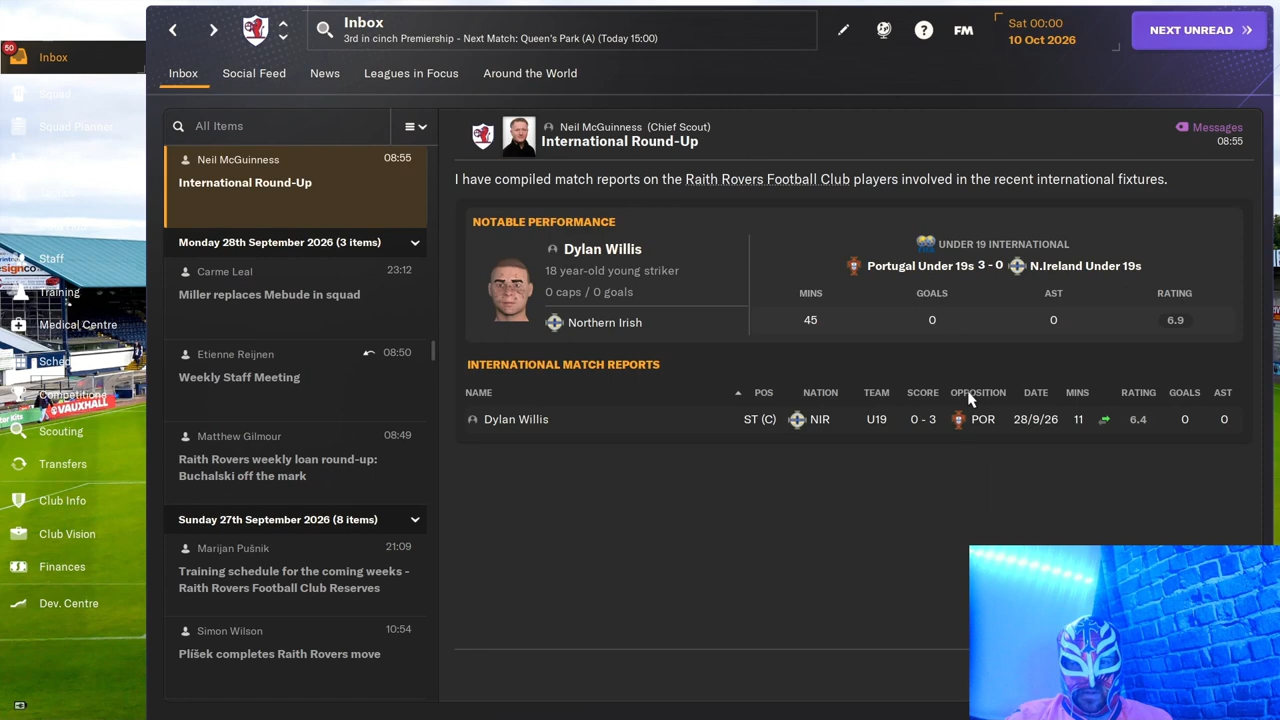 50
Inbox
Squad
Squad Planner
Staff
Training
Medical Centre
Sched
Competitions
Scouting
Transfers
Club Info
Club Vision
Finances
Dev. Centre
VAUXHALL
Inbox
3rd in cinch Premiership - Next Match: Queen's Park (A) (Today 15:00)
FM
Sat 00:00
10 Oct 2026
NEXT UNREAD
Inbox
Social Feed
News
Leagues in Focus
Around the World
All Items
Neil McGuinness 08:55
International Round-Up
Monday 28th September 2026 (3 items)
Carme Leal 23:12
Miller replaces Mebude in squad
Etienne Reijnen 08:50
Weekly Staff Meeting
Matthew Gilmour 08:49
Raith Rovers weekly loan round-up:
Buchalski off the mark
Sunday 27th September 2026 (8 items)
Marijan Pušnik 21:09
Training schedule for the coming weeks -
Raith Rovers Football Club Reserves
Simon Wilson 10:54
Plíšek completes Raith Rovers move
Neil McGuinness (Chief Scout)
International Round-Up
Messages
08:55
I have compiled match reports on the Raith Rovers Football Club players involved in the recent international fixtures.
NOTABLE PERFORMANCE
Dylan Willis
18 year-old young striker
0 caps / 0 goals
Northern Irish
UNDER 19 INTERNATIONAL
Portugal Under 19s 3 - 0 N.Ireland Under 19s
MINS GOALS AST RATING
45 0 0 6.9
INTERNATIONAL MATCH REPORTS
NAME POS NATION TEAM SCORE OPPOSITION DATE MINS RATING GOALS AST
Dylan Willis ST (C) NIR U19 0 - 3 POR 28/9/26 11 6.4 0 0